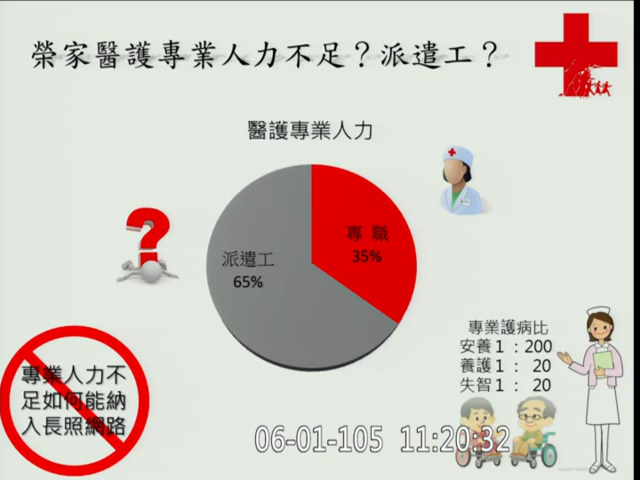 榮家醫護專業人力不足？派遣工？
醫護專業人力
專 職
35%
派遣工
65%
專業護病比
安養1：200
養護1： 20
失智1： 20
專業人力不
足如何能納
入長照網路
06-01-105 11:20:32